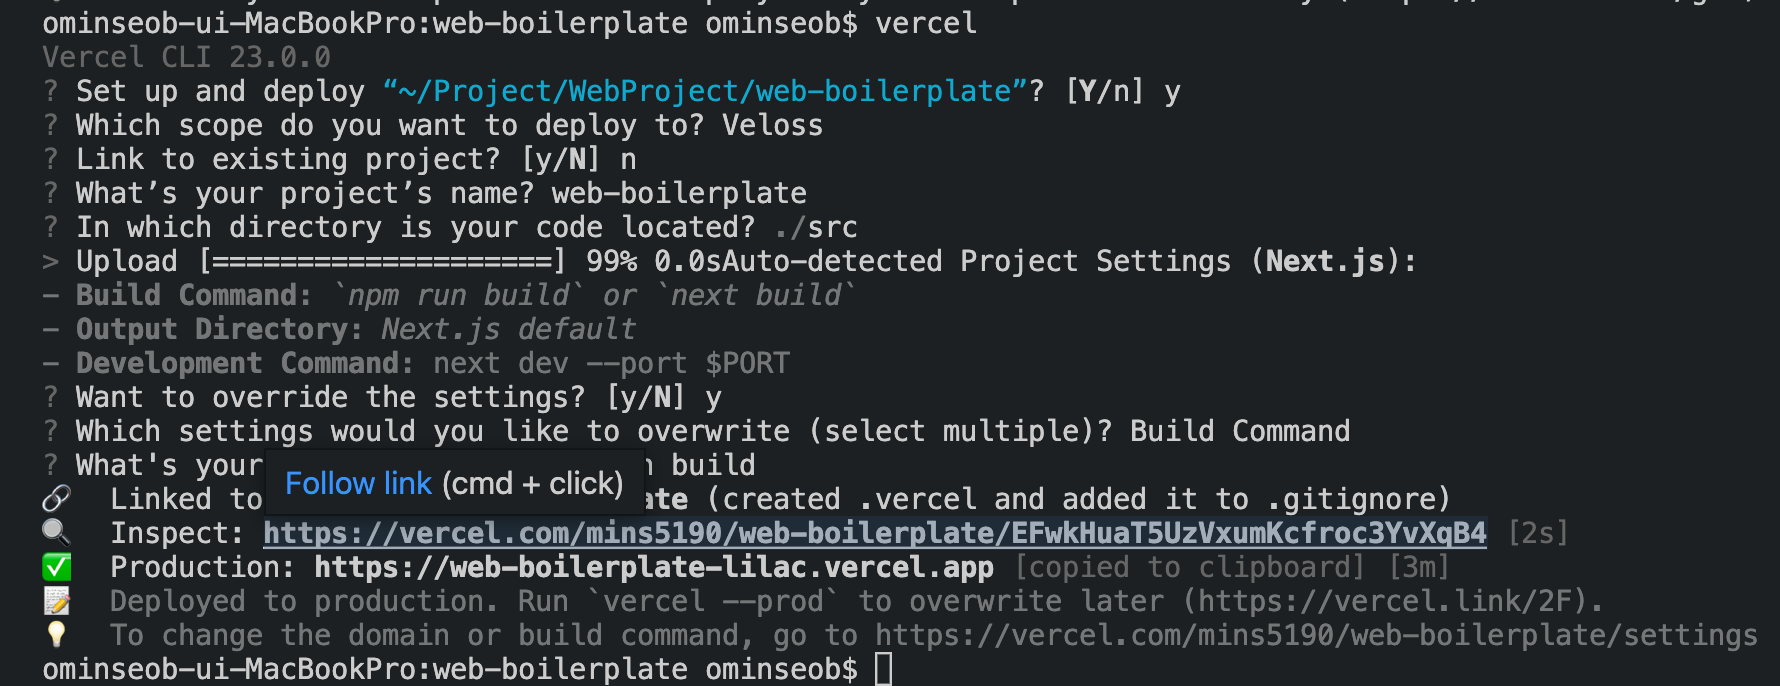 ominseob-ui-MacBookPro:web-boilerplate ominseob$ vercel
Vercel CLI 23.0.0
? Set up and deploy “~/Project/WebProject/web-boilerplate”? [Y/n] y
? Which scope do you want to deploy to? Veloss
? Link to existing project? [y/N] n
? What’s your project’s name? web-boilerplate
? In which directory is your code located? ./src
> Upload [====================] 99% 0.0sAuto-detected Project Settings (Next.js):
- Build Command: `npm run build` or `next build`
- Output Directory: Next.js default
- Development Command: next dev --port $PORT
? Want to override the settings? [y/N] y
? Which settings would you like to overwrite (select multiple)? Build Command
? What's your build
Follow link (cmd + click)
🔗 Linked to ate (created .vercel and added it to .gitignore)
🔍 Inspect: https://vercel.com/mins5190/web-boilerplate/EFwkHuaT5UzVxumKcfroc3YvXqB4 [2s]
✅ Production: https://web-boilerplate-lilac.vercel.app [copied to clipboard] [3m]
📝 Deployed to production. Run `vercel --prod` to overwrite later (https://vercel.link/2F).
💡 To change the domain or build command, go to https://vercel.com/mins5190/web-boilerplate/settings
ominseob-ui-MacBookPro:web-boilerplate ominseob$